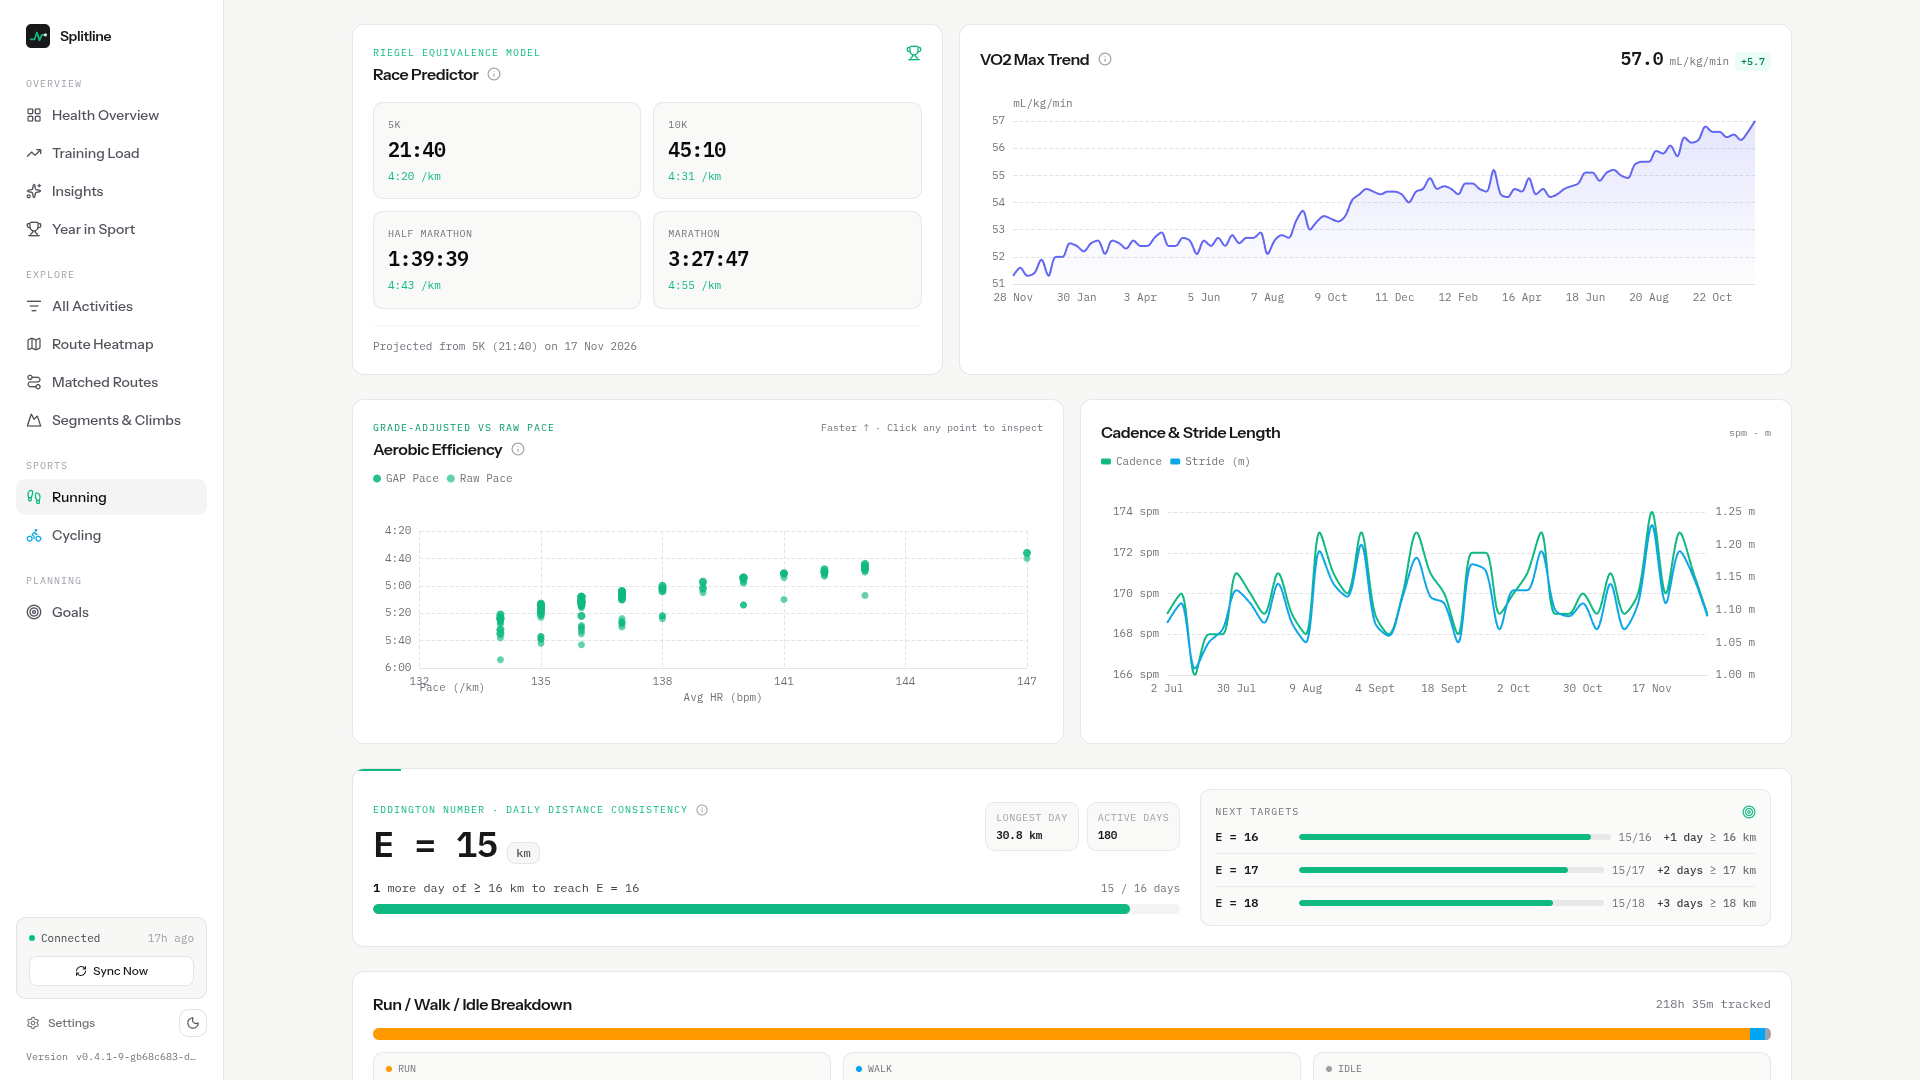 Splitline
OVERVIEW
Health Overview
Training Load
Insights
Year in Sport
EXPLORE
All Activities
Route Heatmap
Matched Routes
Segments & Climbs
SPORTS
Running
Cycling
PLANNING
Goals
Connected 17h ago
Sync Now
Settings
Version v0.4.1-9-gb68c683-d…
RIEGEL EQUIVALENCE MODEL
Race Predictor
5K
21:40
4:20 /km
10K
45:10
4:31 /km
HALF MARATHON
1:39:39
4:43 /km
MARATHON
3:27:47
4:55 /km
Projected from 5K (21:40) on 17 Nov 2026
VO2 Max Trend
57.0 mL/kg/min +5.7
mL/kg/min
57
56
55
54
53
52
51
28 Nov 30 Jan 3 Apr 5 Jun 7 Aug 9 Oct 11 Dec 12 Feb 16 Apr 18 Jun 20 Aug 22 Oct
GRADE-ADJUSTED VS RAW PACE
Faster ↑ · Click any point to inspect
Aerobic Efficiency
GAP Pace Raw Pace
4:20
4:40
5:00
5:20
5:40
6:00
132 135 138 141 144 147
Pace (/km)
Avg HR (bpm)
Cadence & Stride Length
spm · m
Cadence Stride (m)
174 spm
172 spm
170 spm
168 spm
166 spm
1.25 m
1.20 m
1.15 m
1.10 m
1.05 m
1.00 m
2 Jul 30 Jul 9 Aug 4 Sept 18 Sept 2 Oct 30 Oct 17 Nov
EDDINGTON NUMBER · DAILY DISTANCE CONSISTENCY
E = 15 km
LONGEST DAY
30.8 km
ACTIVE DAYS
180
1 more day of ≥ 16 km to reach E = 16
15 / 16 days
NEXT TARGETS
E = 16 15/16 +1 day ≥ 16 km
E = 17 15/17 +2 days ≥ 17 km
E = 18 15/18 +3 days ≥ 18 km
Run / Walk / Idle Breakdown
218h 35m tracked
RUN
WALK
IDLE